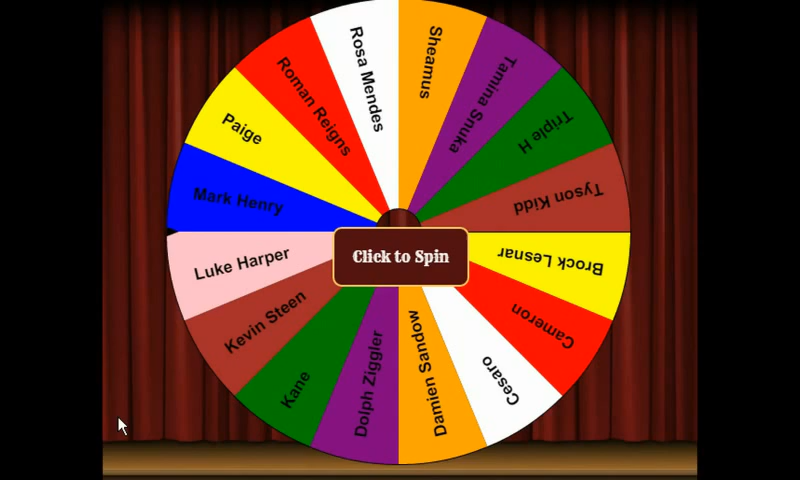 Rosa Mendes
Sheamus
Tamina Snuka
Triple H
Tyson Kidd
Brock Lesnar
Cameron
Cesaro
Damien Sandow
Dolph Ziggler
Kane
Kevin Steen
Luke Harper
Mark Henry
Paige
Roman Reigns
Click to Spin